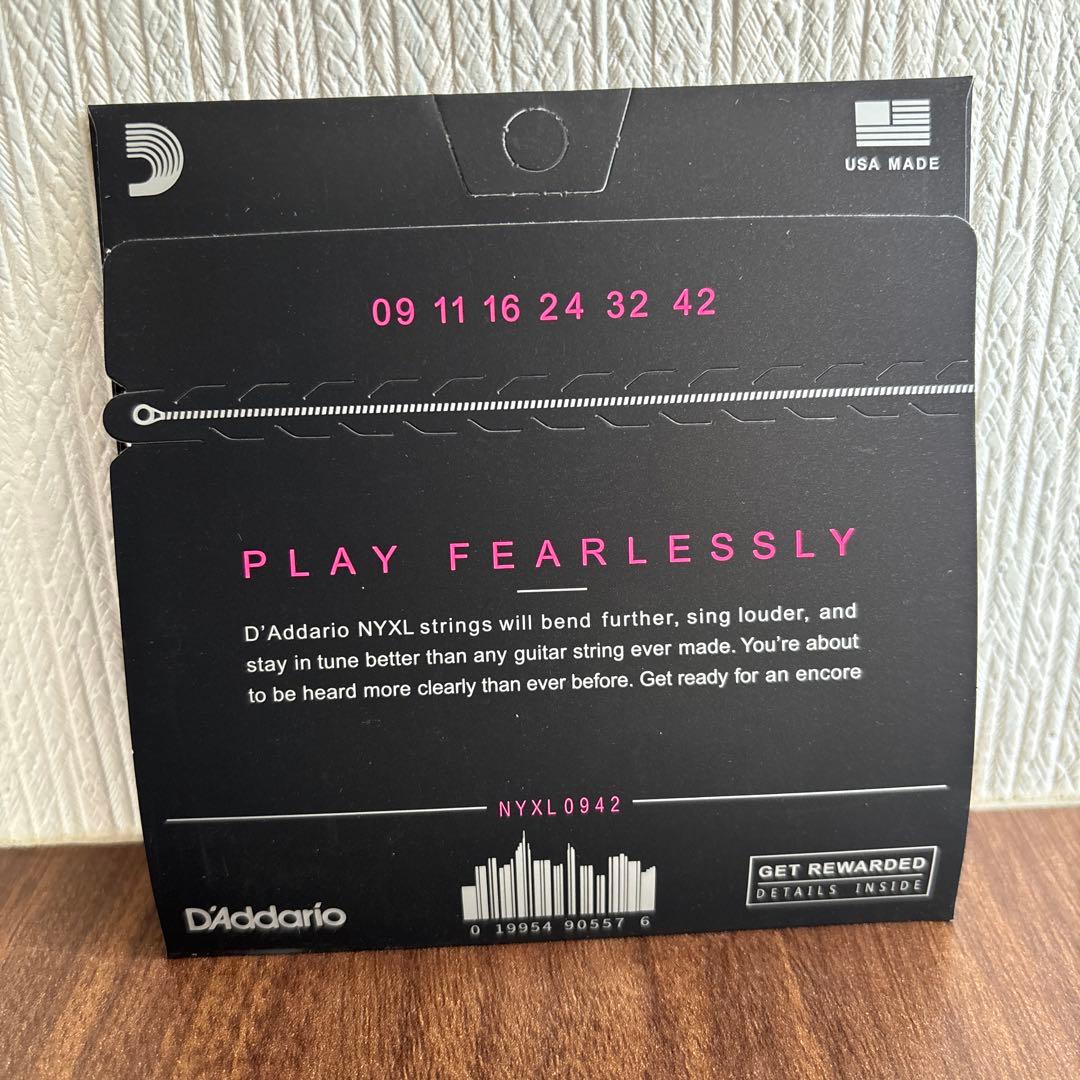 USA MADE
09 11 16 24 32 42
PLAY FEARLESSLY
D'Addario NYXL strings will bend further, sing louder, and
stay in tune better than any guitar string ever made. You're about
to be heard more clearly than ever before. Get ready for an encore
NYXL0942
GET REWARDED
DETAILS INSIDE
D'Addario
0 19954 90557 6